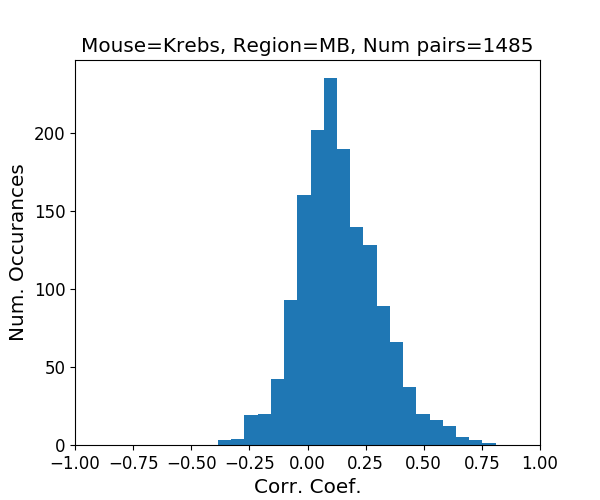 Mouse=Krebs, Region=MB, Num pairs=1485
Num. Occurances
200
150
100
50
0
−1.00 −0.75 −0.50 −0.25 0.00 0.25 0.50 0.75 1.00
Corr. Coef.